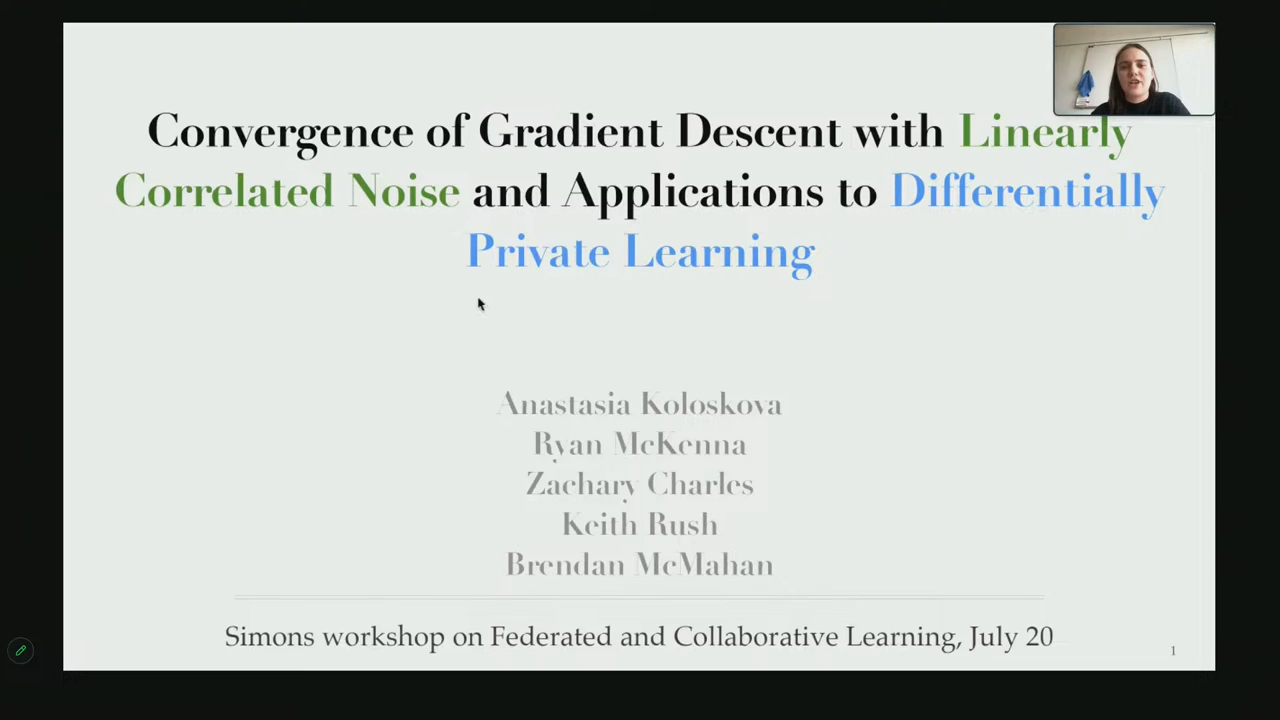 Convergence of Gradient Descent with Linearly
Correlated Noise and Applications to Differentially
Private Learning
Anastasia Koloskova
Ryan McKenna
Zachary Charles
Keith Rush
Brendan McMahan
Simons workshop on Federated and Collaborative Learning, July 20
1